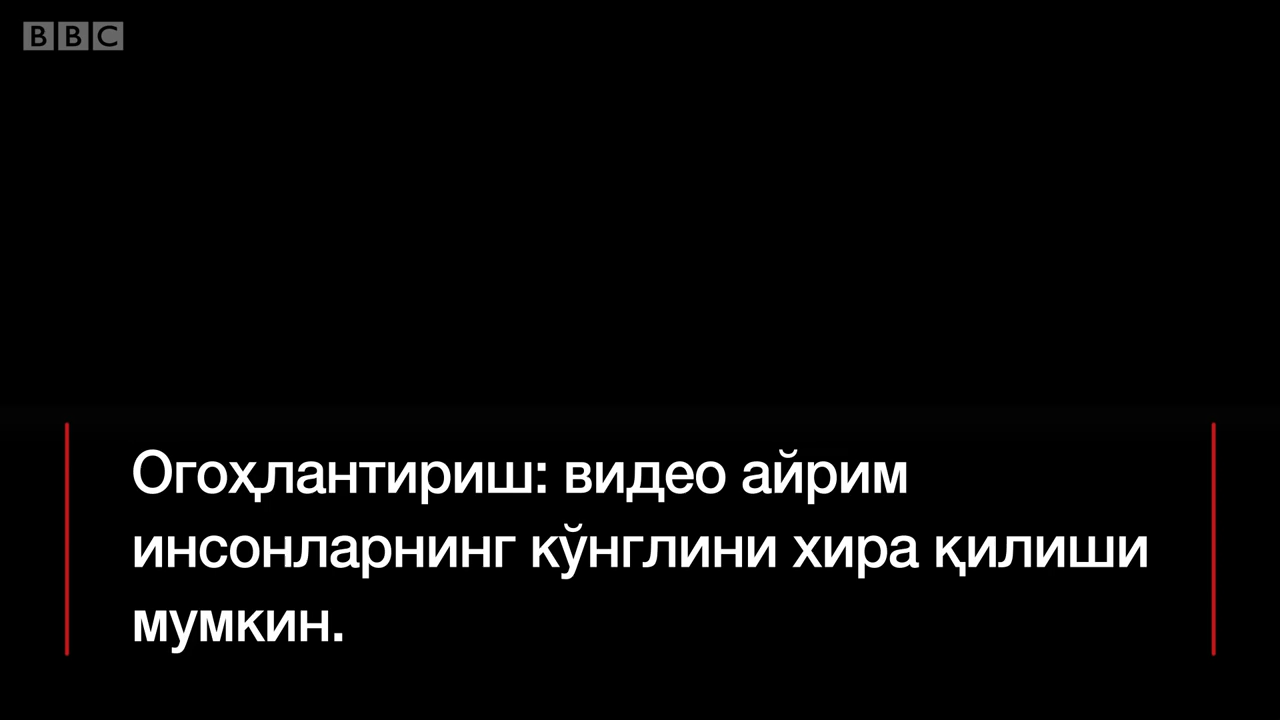 BBC
Огоҳлантириш: видео айрим
инсонларнинг кўнглини хира қилиши
мумкин.